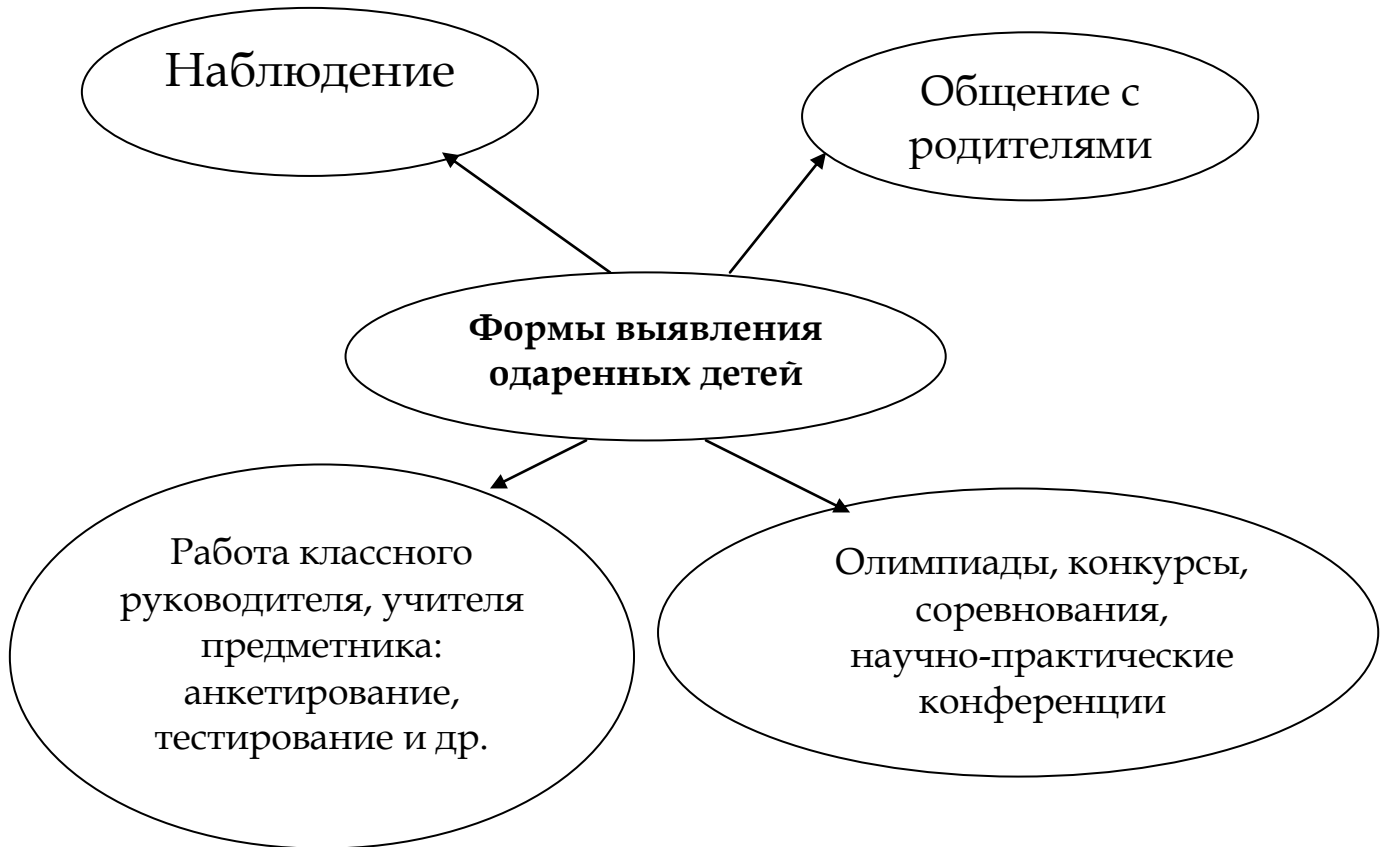 Наблюдение
Общение с
родителями
Формы выявления
одаренных детей
Работа классного
руководителя, учителя
предметника:
анкетирование,
тестирование и др.
Олимпиады, конкурсы,
соревнования,
научно-практические
конференции